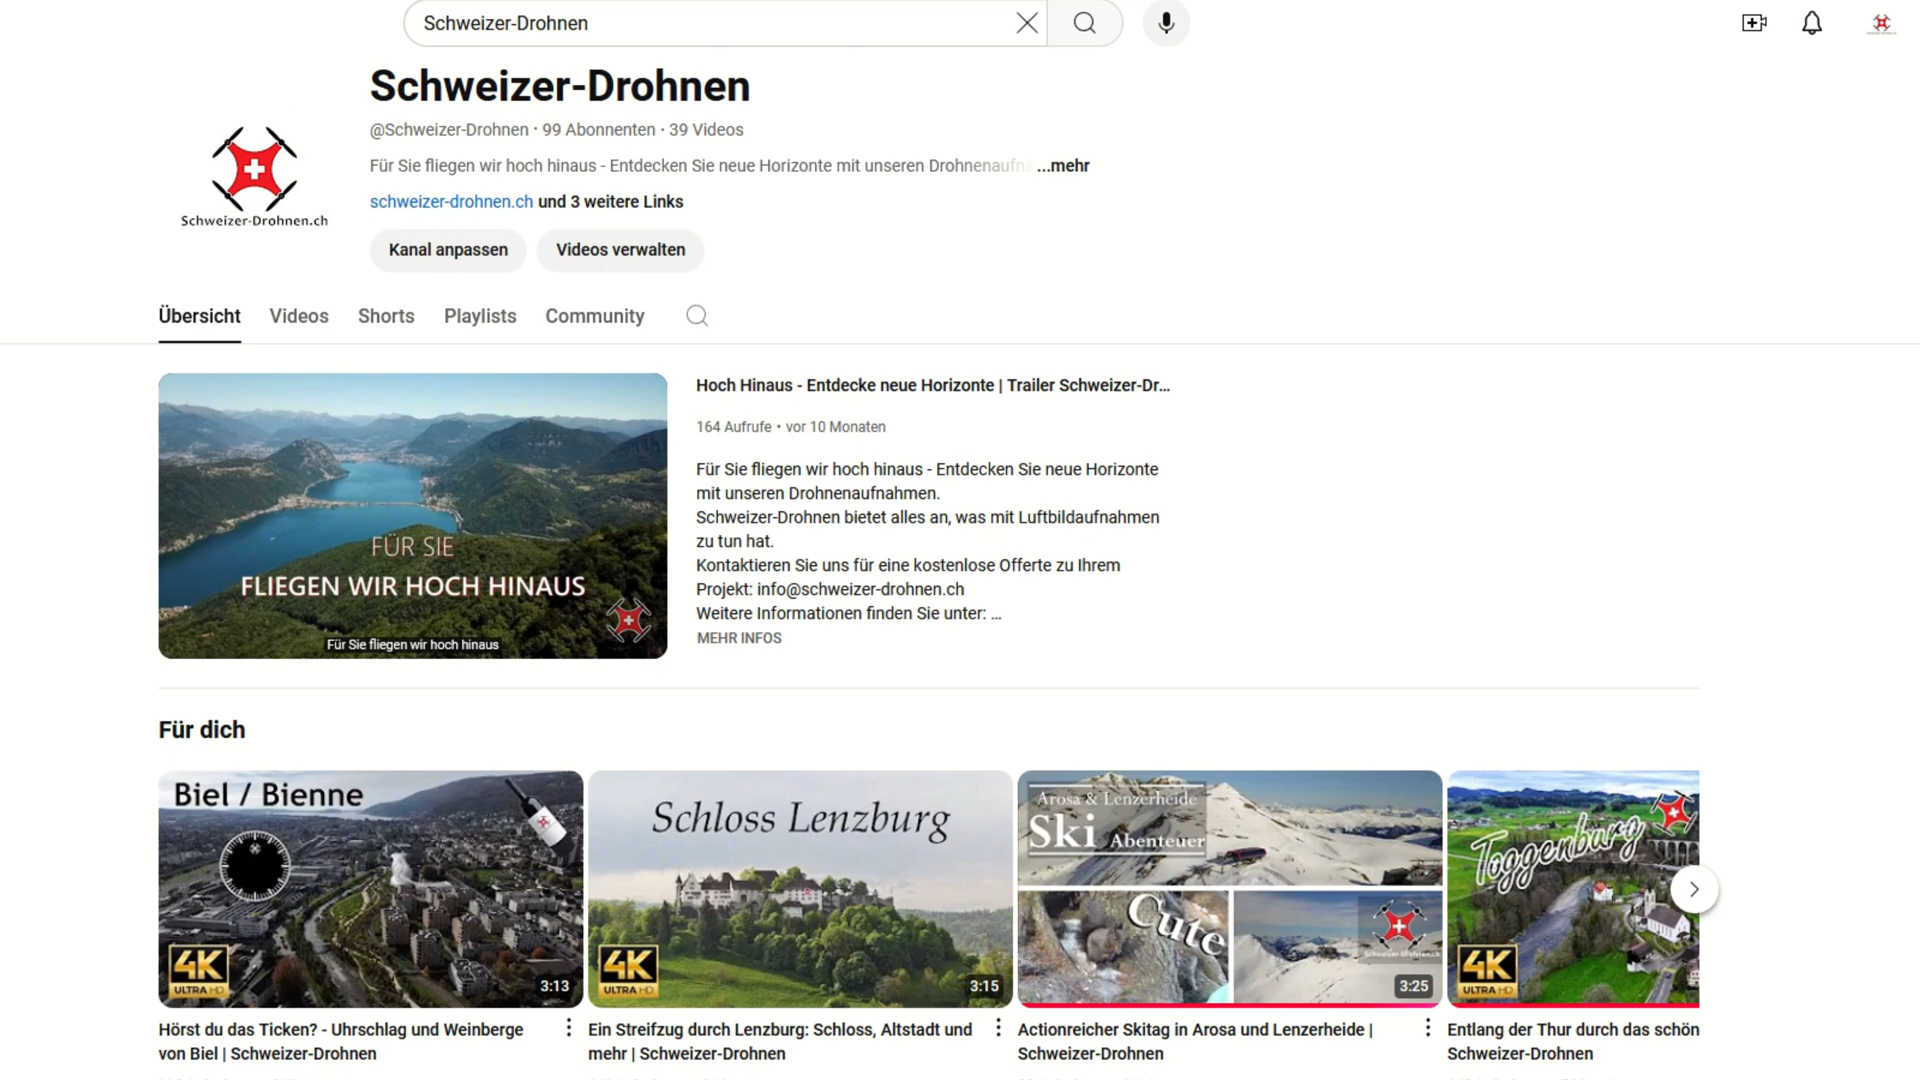 Schweizer-Drohnen
Schweizer-Drohnen
@Schweizer-Drohnen · 99 Abonnenten · 39 Videos
Für Sie fliegen wir hoch hinaus - Entdecken Sie neue Horizonte mit unseren Drohnenaufna ...mehr
schweizer-drohnen.ch und 3 weitere Links
Schweizer-Drohnen.ch
Kanal anpassen Videos verwalten
Übersicht Videos Shorts Playlists Community
FÜR SIE
FLIEGEN WIR HOCH HINAUS
Für Sie fliegen wir hoch hinaus
Hoch Hinaus - Entdecke neue Horizonte | Trailer Schweizer-Dr...
164 Aufrufe • vor 10 Monaten
Für Sie fliegen wir hoch hinaus - Entdecken Sie neue Horizonte
mit unseren Drohnenaufnahmen.
Schweizer-Drohnen bietet alles an, was mit Luftbildaufnahmen
zu tun hat.
Kontaktieren Sie uns für eine kostenlose Offerte zu Ihrem
Projekt: info@schweizer-drohnen.ch
Weitere Informationen finden Sie unter: ...
MEHR INFOS
Für dich
Biel / Bienne
4K
ULTRA HD
3:13
Hörst du das Ticken? - Uhrschlag und Weinberge
von Biel | Schweizer-Drohnen
Schloss Lenzburg
4K
ULTRA HD
3:15
Ein Streifzug durch Lenzburg: Schloss, Altstadt und
mehr | Schweizer-Drohnen
Arosa & Lenzerheide
Ski Abenteuer
Cute
Schweizer-Drohnen.ch
3:25
Actionreicher Skitag in Arosa und Lenzerheide |
Schweizer-Drohnen
Toggenburg
4K
ULTRA HD
Entlang der Thur durch das schön
Schweizer-Drohnen